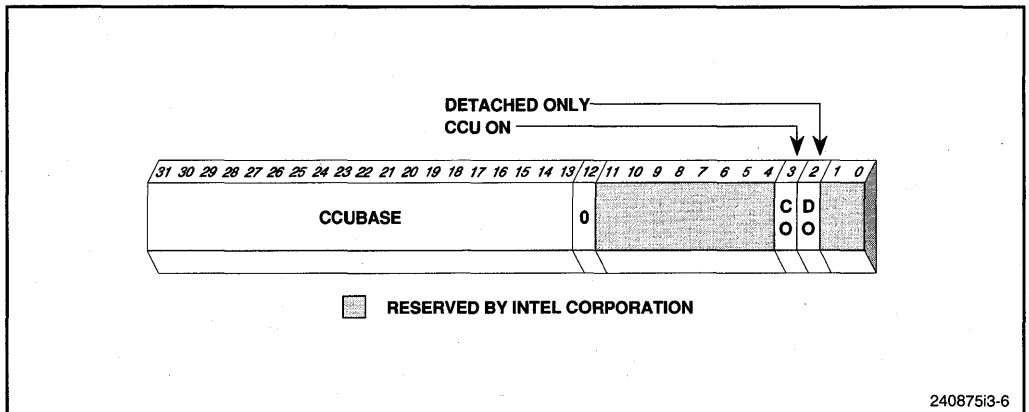 DETACHED ONLY
CCU ON
31 30 29 28 27 26 25 24 23 22 21 20 19 18 17 16 15 14 13 12 11 10 9 8 7 6 5 4 3 2 1 0
CCUBASE 0 C D
O O
RESERVED BY INTEL CORPORATION
240875i3-6